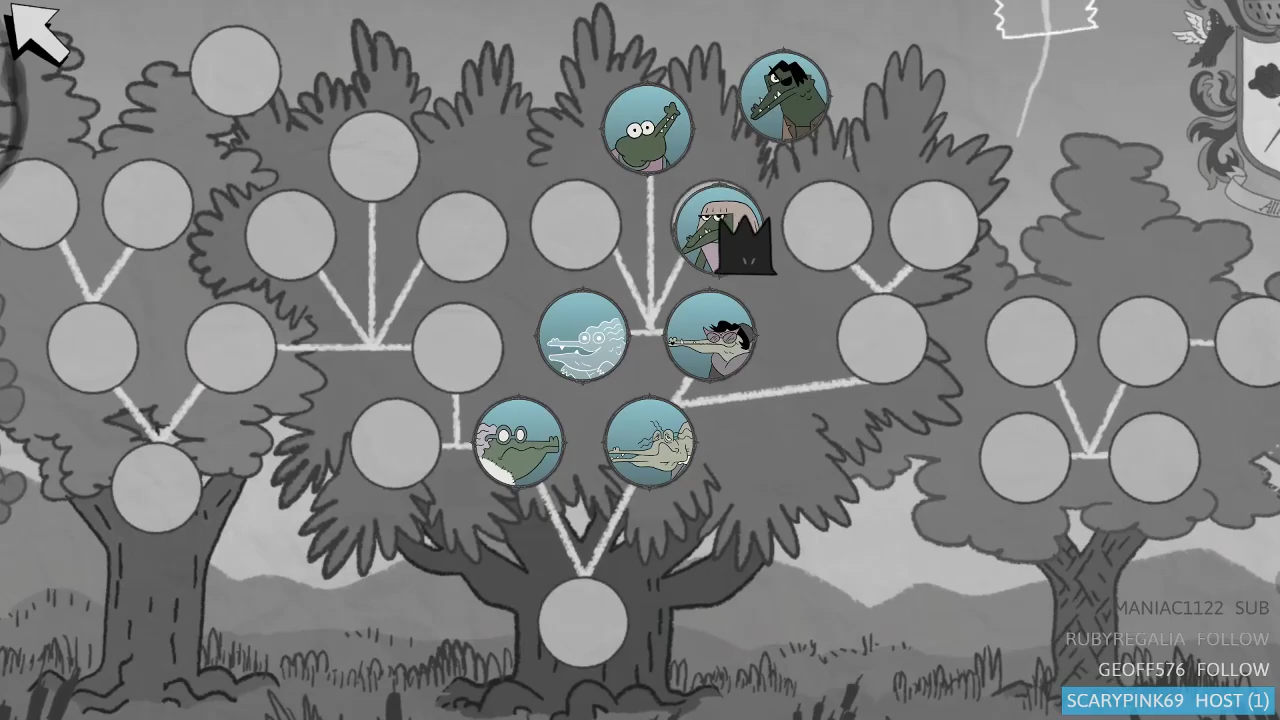 MANIAC1122 SUB
RUBYREGALIA FOLLOW
GEOFF576 FOLLOW
SCARYPINK69 HOST (1)